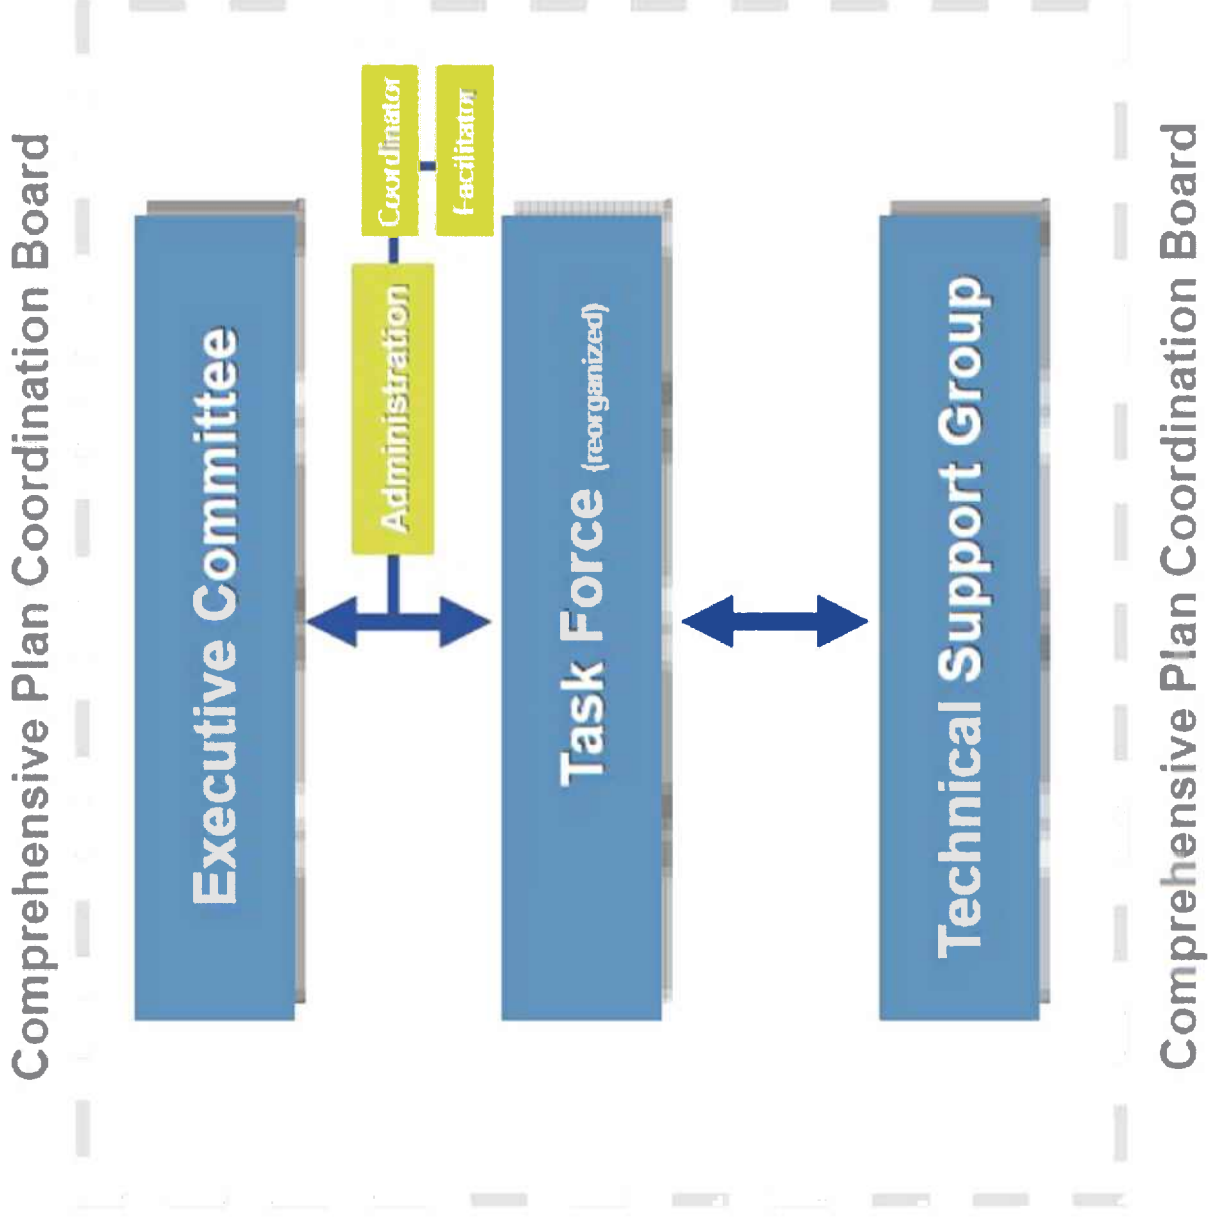 Comprehensive Plan Coordination Board
Executive Committee
Administration
Coordinator
Facilitator
Task Force (reorganized)
Technical Support Group
Comprehensive Plan Coordination Board